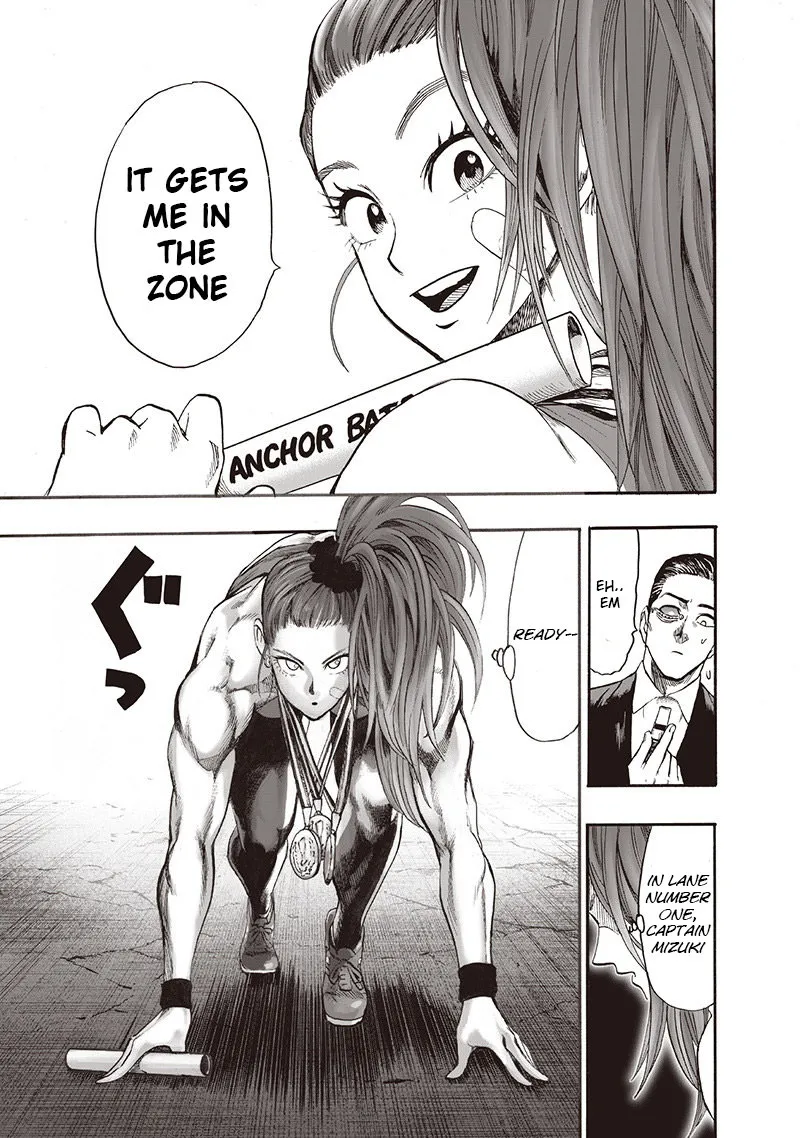 IT GETS
ME IN
THE
ZONE
ANCHOR BAT
EH..
EM
IN LANE
NUMBER
ONE,
CAPTAIN
MIZUKI
READY--
ぐっ